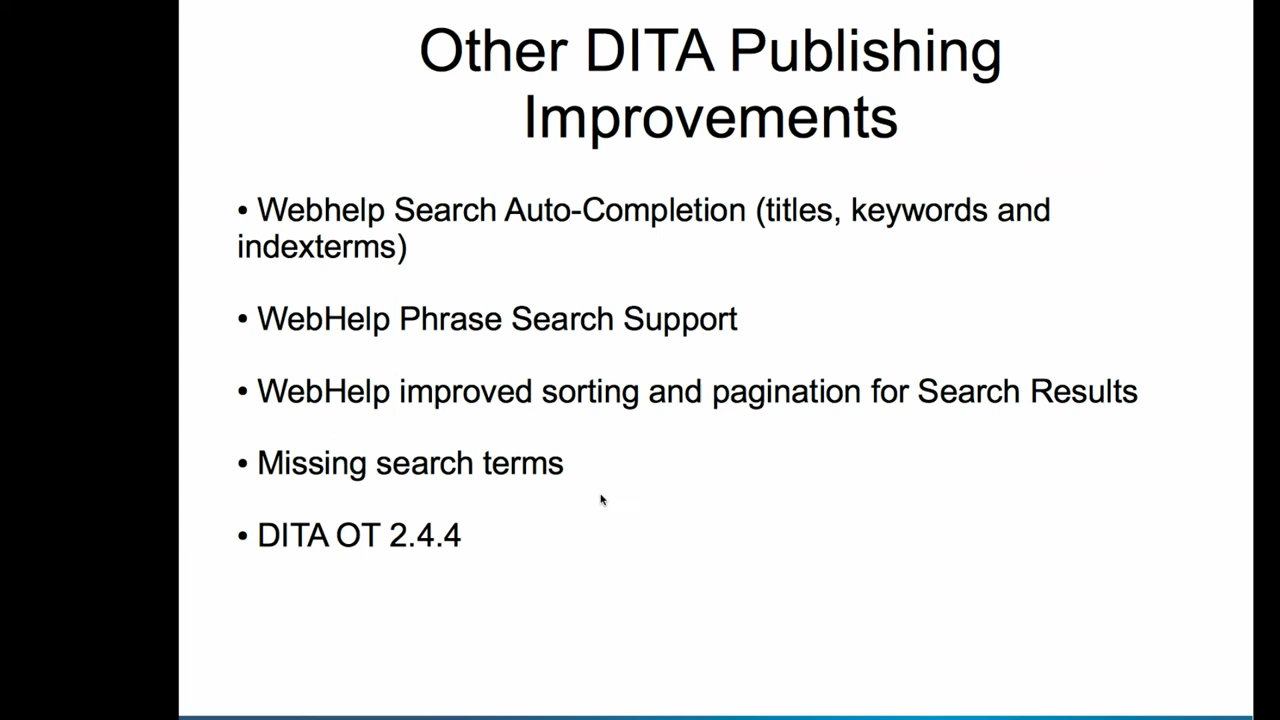 Other DITA Publishing
Improvements
• Webhelp Search Auto-Completion (titles, keywords and
indexterms)
• WebHelp Phrase Search Support
• WebHelp improved sorting and pagination for Search Results
• Missing search terms
• DITA OT 2.4.4